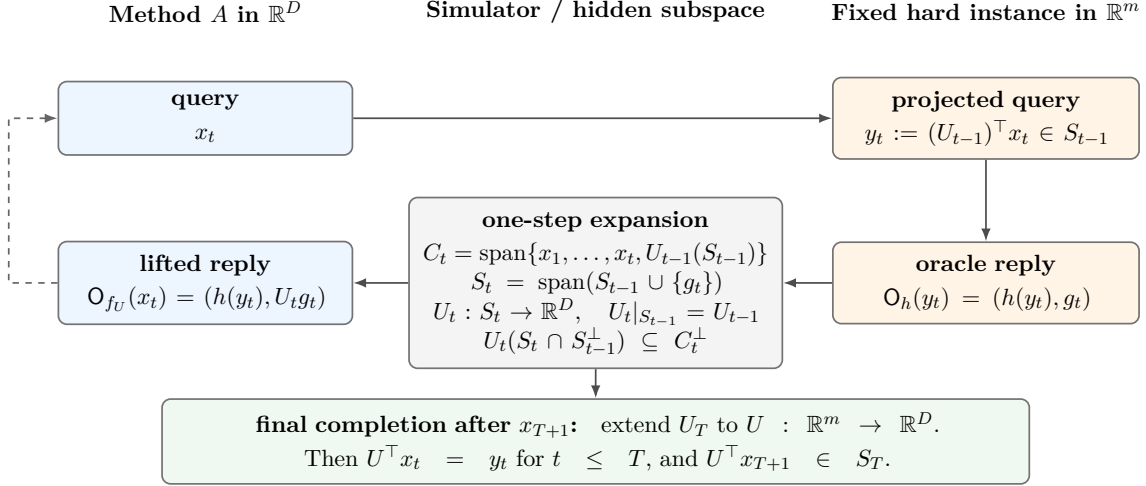 Method A in ℝ^D
Simulator / hidden subspace
Fixed hard instance in ℝ^m
query
x_t
projected query
y_t := (U_{t−1})^⊤ x_t ∈ S_{t−1}
one-step expansion
C_t = span{x_1, . . . , x_t, U_{t−1}(S_{t−1})}
S_t = span(S_{t−1} ∪ {g_t})
U_t : S_t → ℝ^D, U_t|_{S_{t−1}} = U_{t−1}
U_t(S_t ∩ S_{t−1}^⊥) ⊆ C_t^⊥
lifted reply
O_{f_U}(x_t) = (h(y_t), U_t g_t)
oracle reply
O_h(y_t) = (h(y_t), g_t)
final completion after x_{T+1}: extend U_T to U : ℝ^m → ℝ^D.
Then U^⊤ x_t = y_t for t ≤ T, and U^⊤ x_{T+1} ∈ S_T.